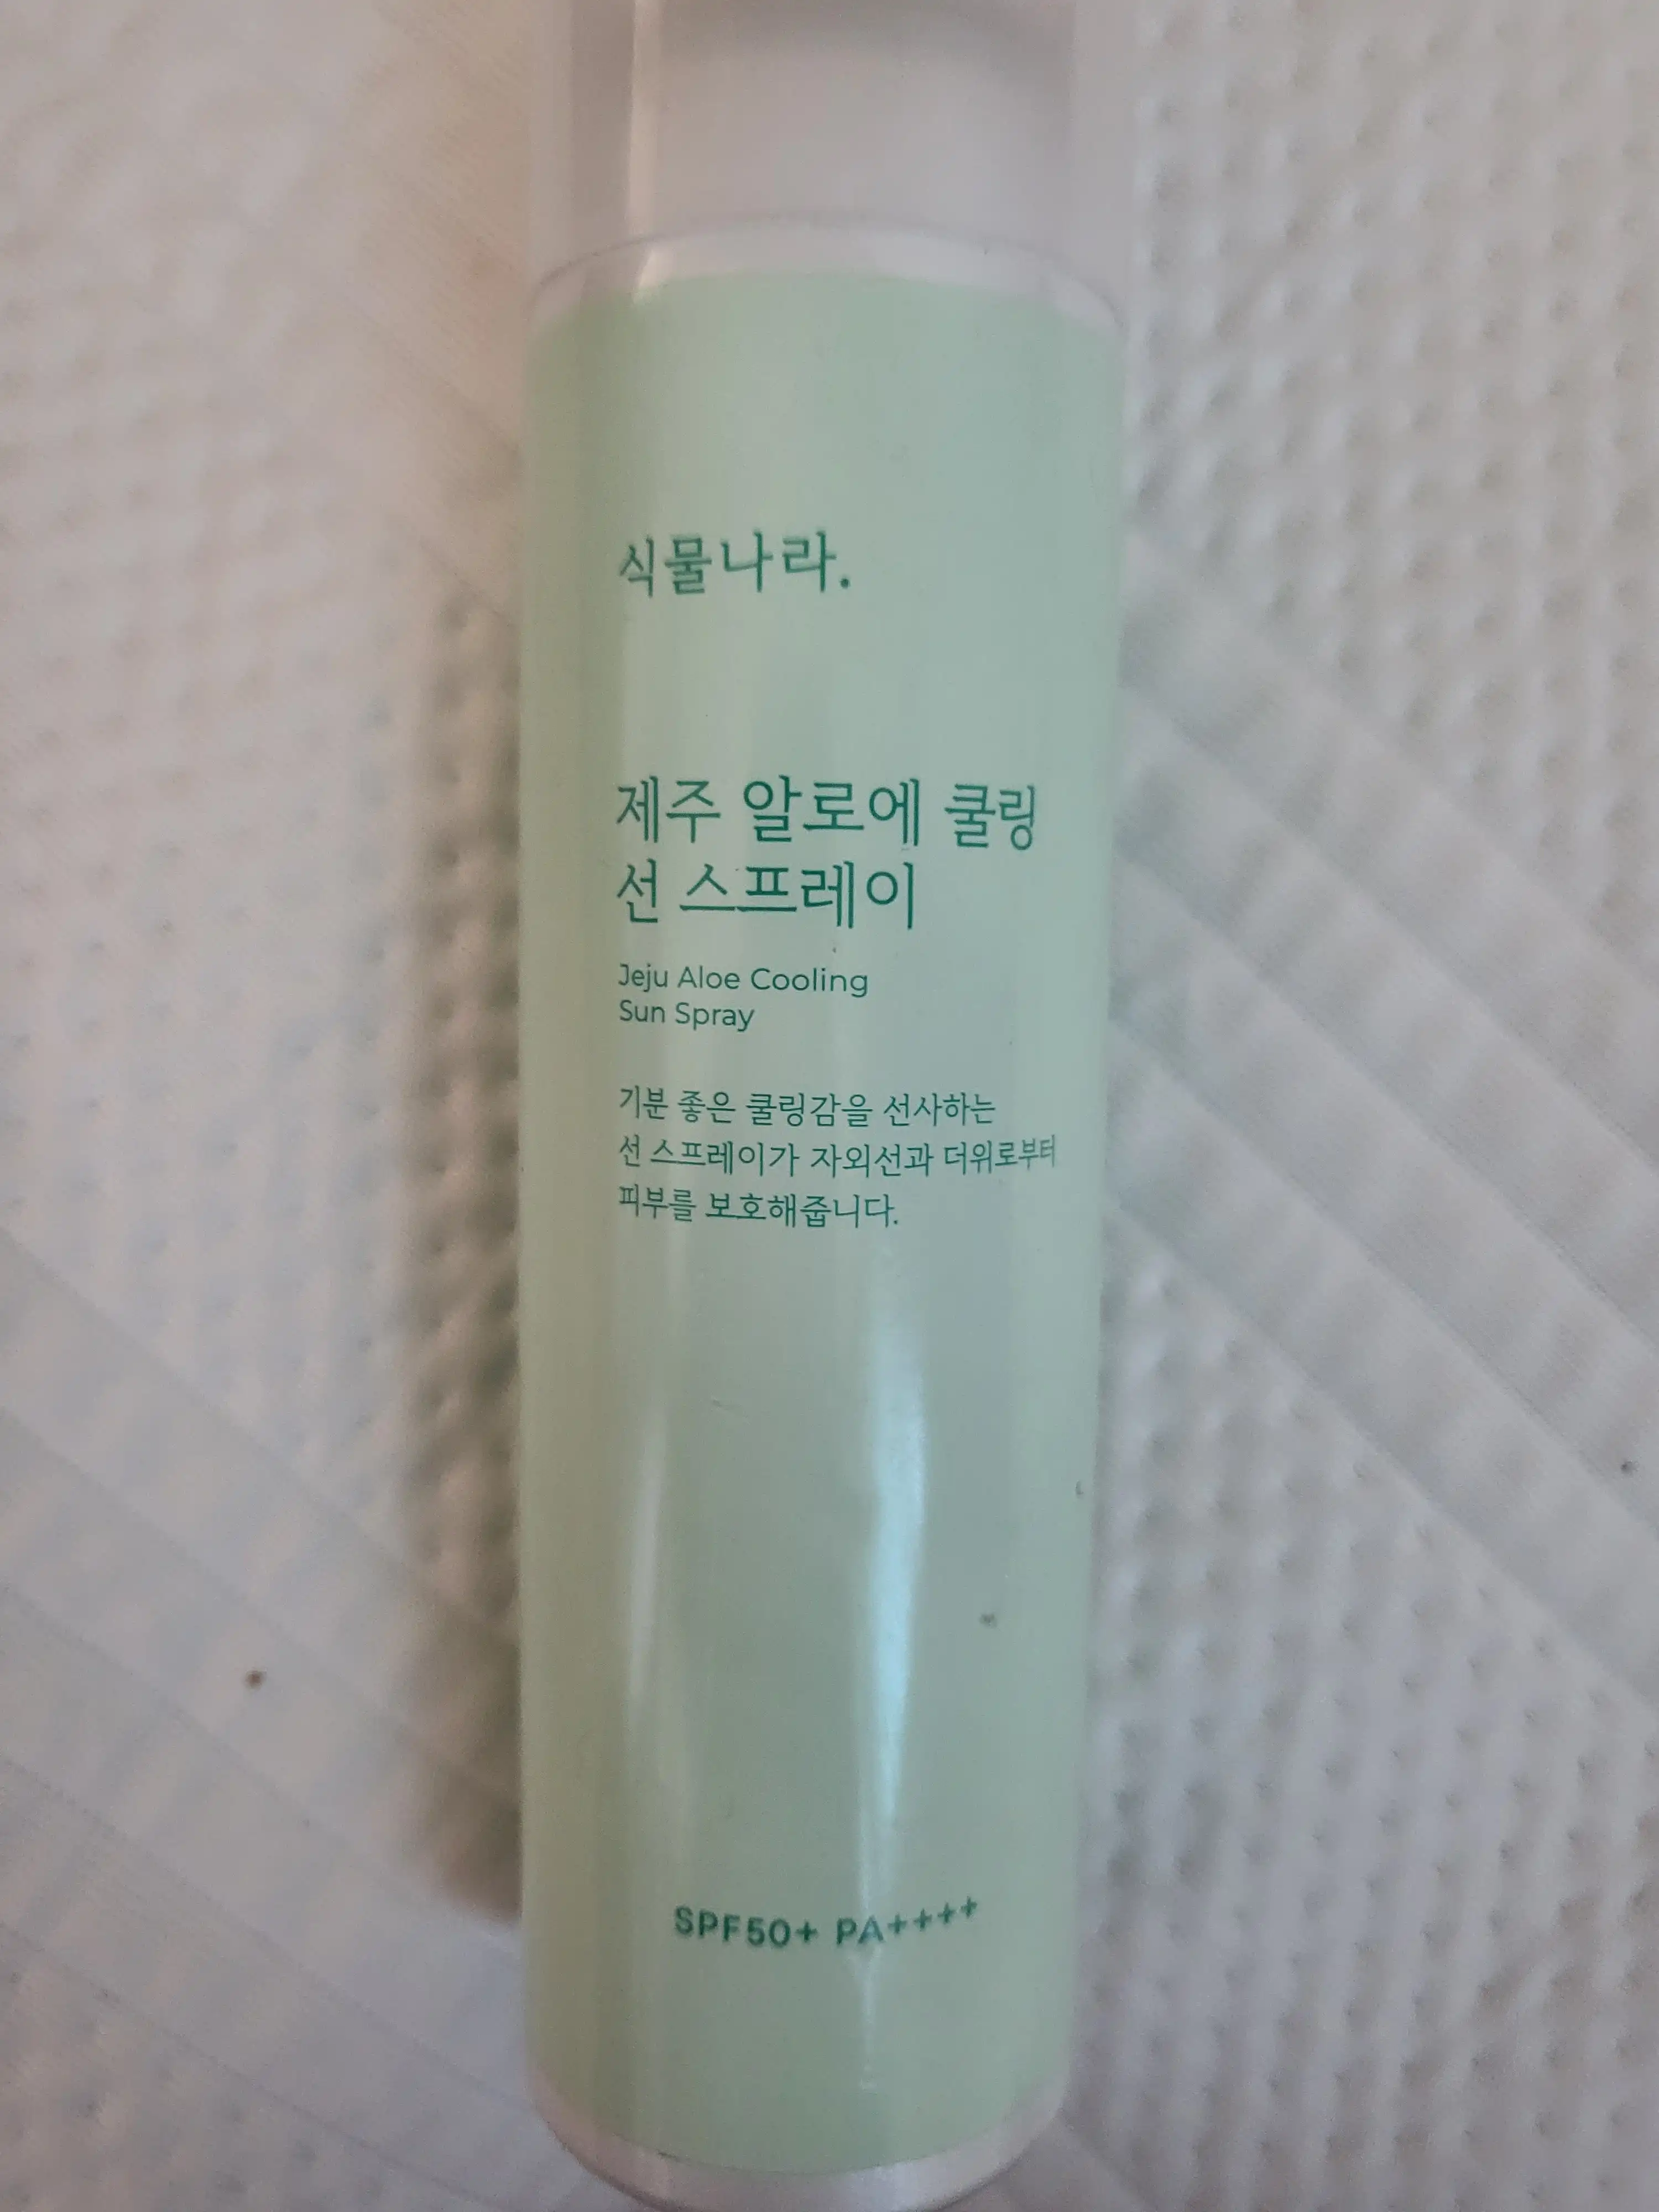 식물나라.
제주 알로에 쿨링
선 스프레이
Jeju Aloe Cooling
Sun Spray
기분 좋은 쿨링감을 선사하는
선 스프레이가 자외선과 더위로부터
피부를 보호해줍니다.
SPF50+ PA++++